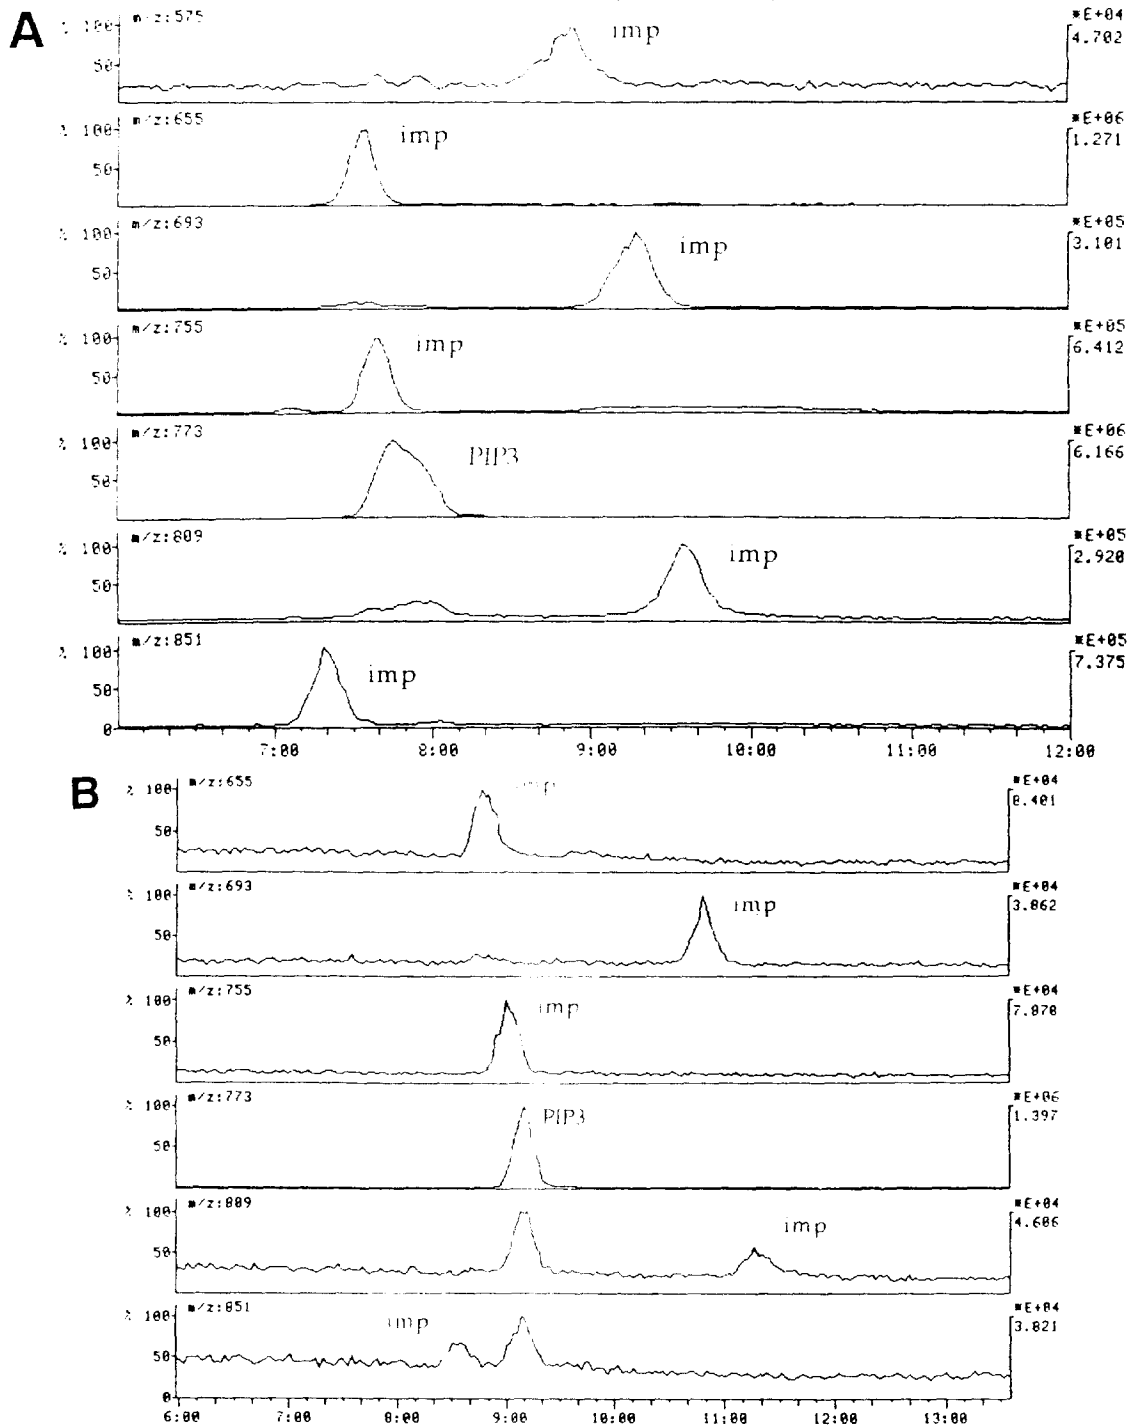 A
% 100
m/z:575
imp
*E+04
4.702
50
% 100
m/z:655
imp
*E+06
1.271
50
% 100
m/z:693
imp
*E+05
3.101
50
% 100
m/z:755
imp
*E+05
6.412
50
% 100
m/z:773
PIP3
*E+06
6.166
50
% 100
m/z:809
imp
*E+05
2.920
50
% 100
m/z:851
imp
*E+05
7.375
50
0
7:00 8:00 9:00 10:00 11:00 12:00
B
% 100
m/z:655
imp
*E+04
8.401
50
% 100
m/z:693
imp
*E+04
3.862
50
% 100
m/z:755
imp
*E+04
7.070
50
% 100
m/z:773
PIP3
*E+06
1.397
50
% 100
m/z:809
imp
*E+04
4.606
50
% 100
m/z:851
imp
*E+04
3.821
50
0
6:00 7:00 8:00 9:00 10:00 11:00 12:00 13:00